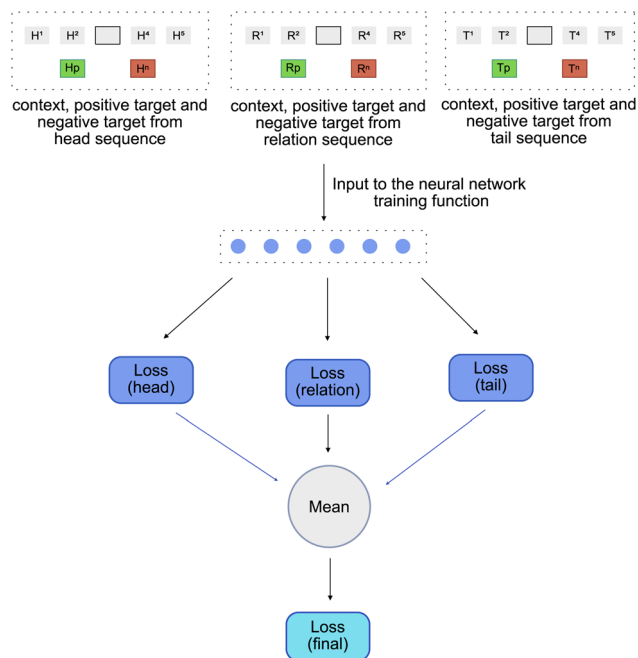 H¹ H² H⁴ H⁵
Hp Hⁿ
context, positive target and
negative target from
head sequence
R¹ R² R⁴ R⁵
Rp Rⁿ
context, positive target and
negative target from
relation sequence
T¹ T² T⁴ T⁵
Tp Tⁿ
context, positive target and
negative target from
tail sequence
Input to the neural network
training function
Loss
(head)
Loss
(relation)
Loss
(tail)
Mean
Loss
(final)